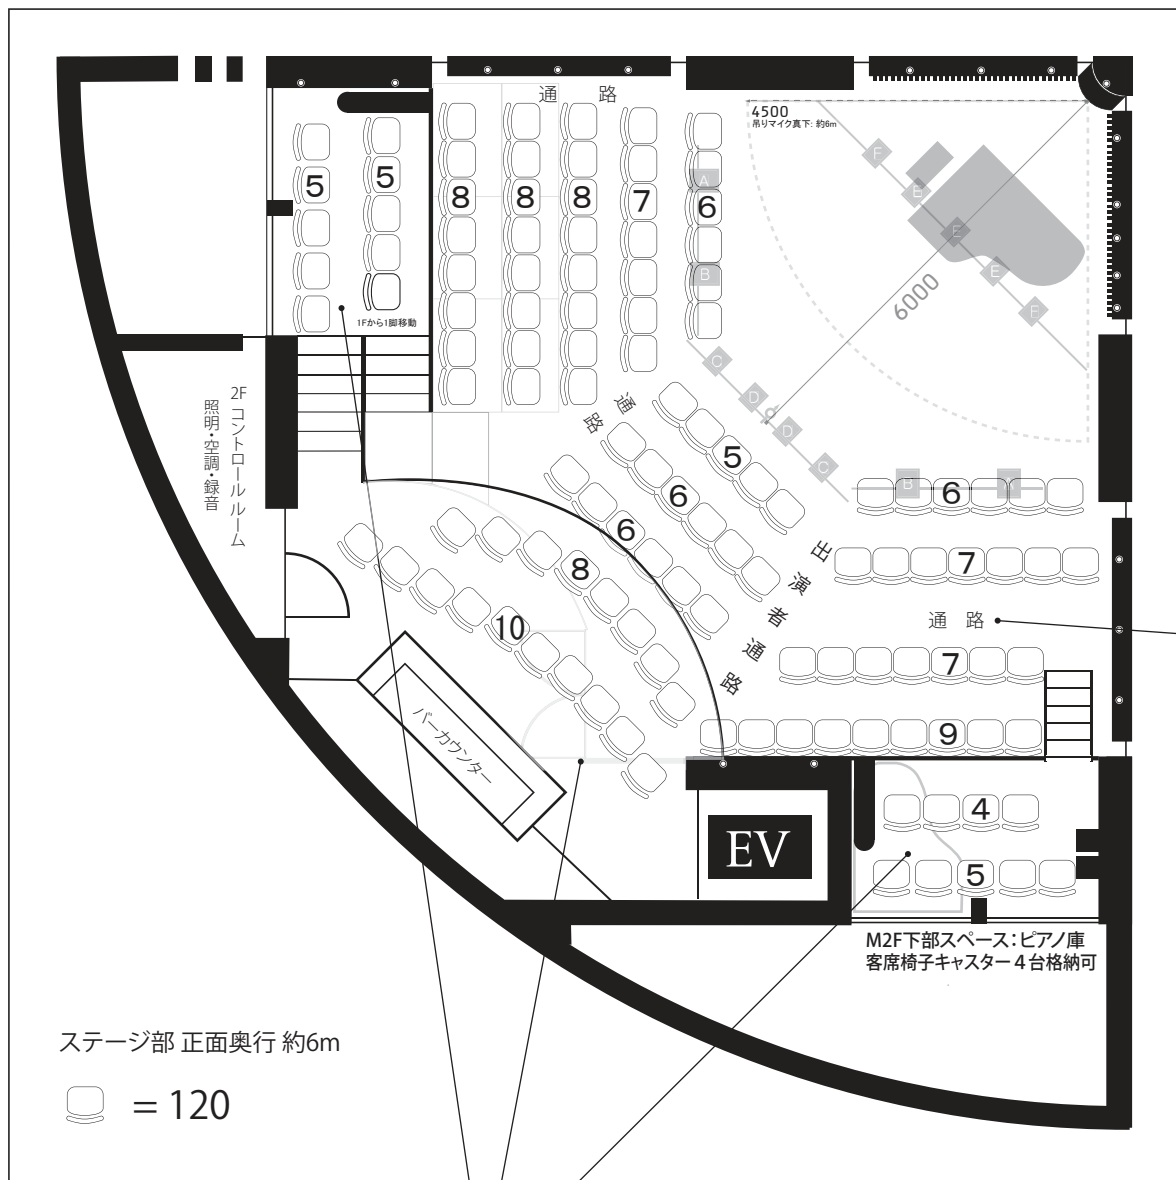 通 路
4500
吊りマイク真下: 約6m
F
E
E
E
F
6000
5
5
8
8
8
7
6
A
B
1Fから1脚移動
C
D
D
C
通路
5
6
6
8
10
B
6
7
出演者通路
通 路
7
9
4
5
2F コントロールルーム
照明・空調・録音
バーカウンター
EV
M2F下部スペース：ピアノ庫
客席椅子キャスター４台格納可
ステージ部 正面奥行 約6m
= 120